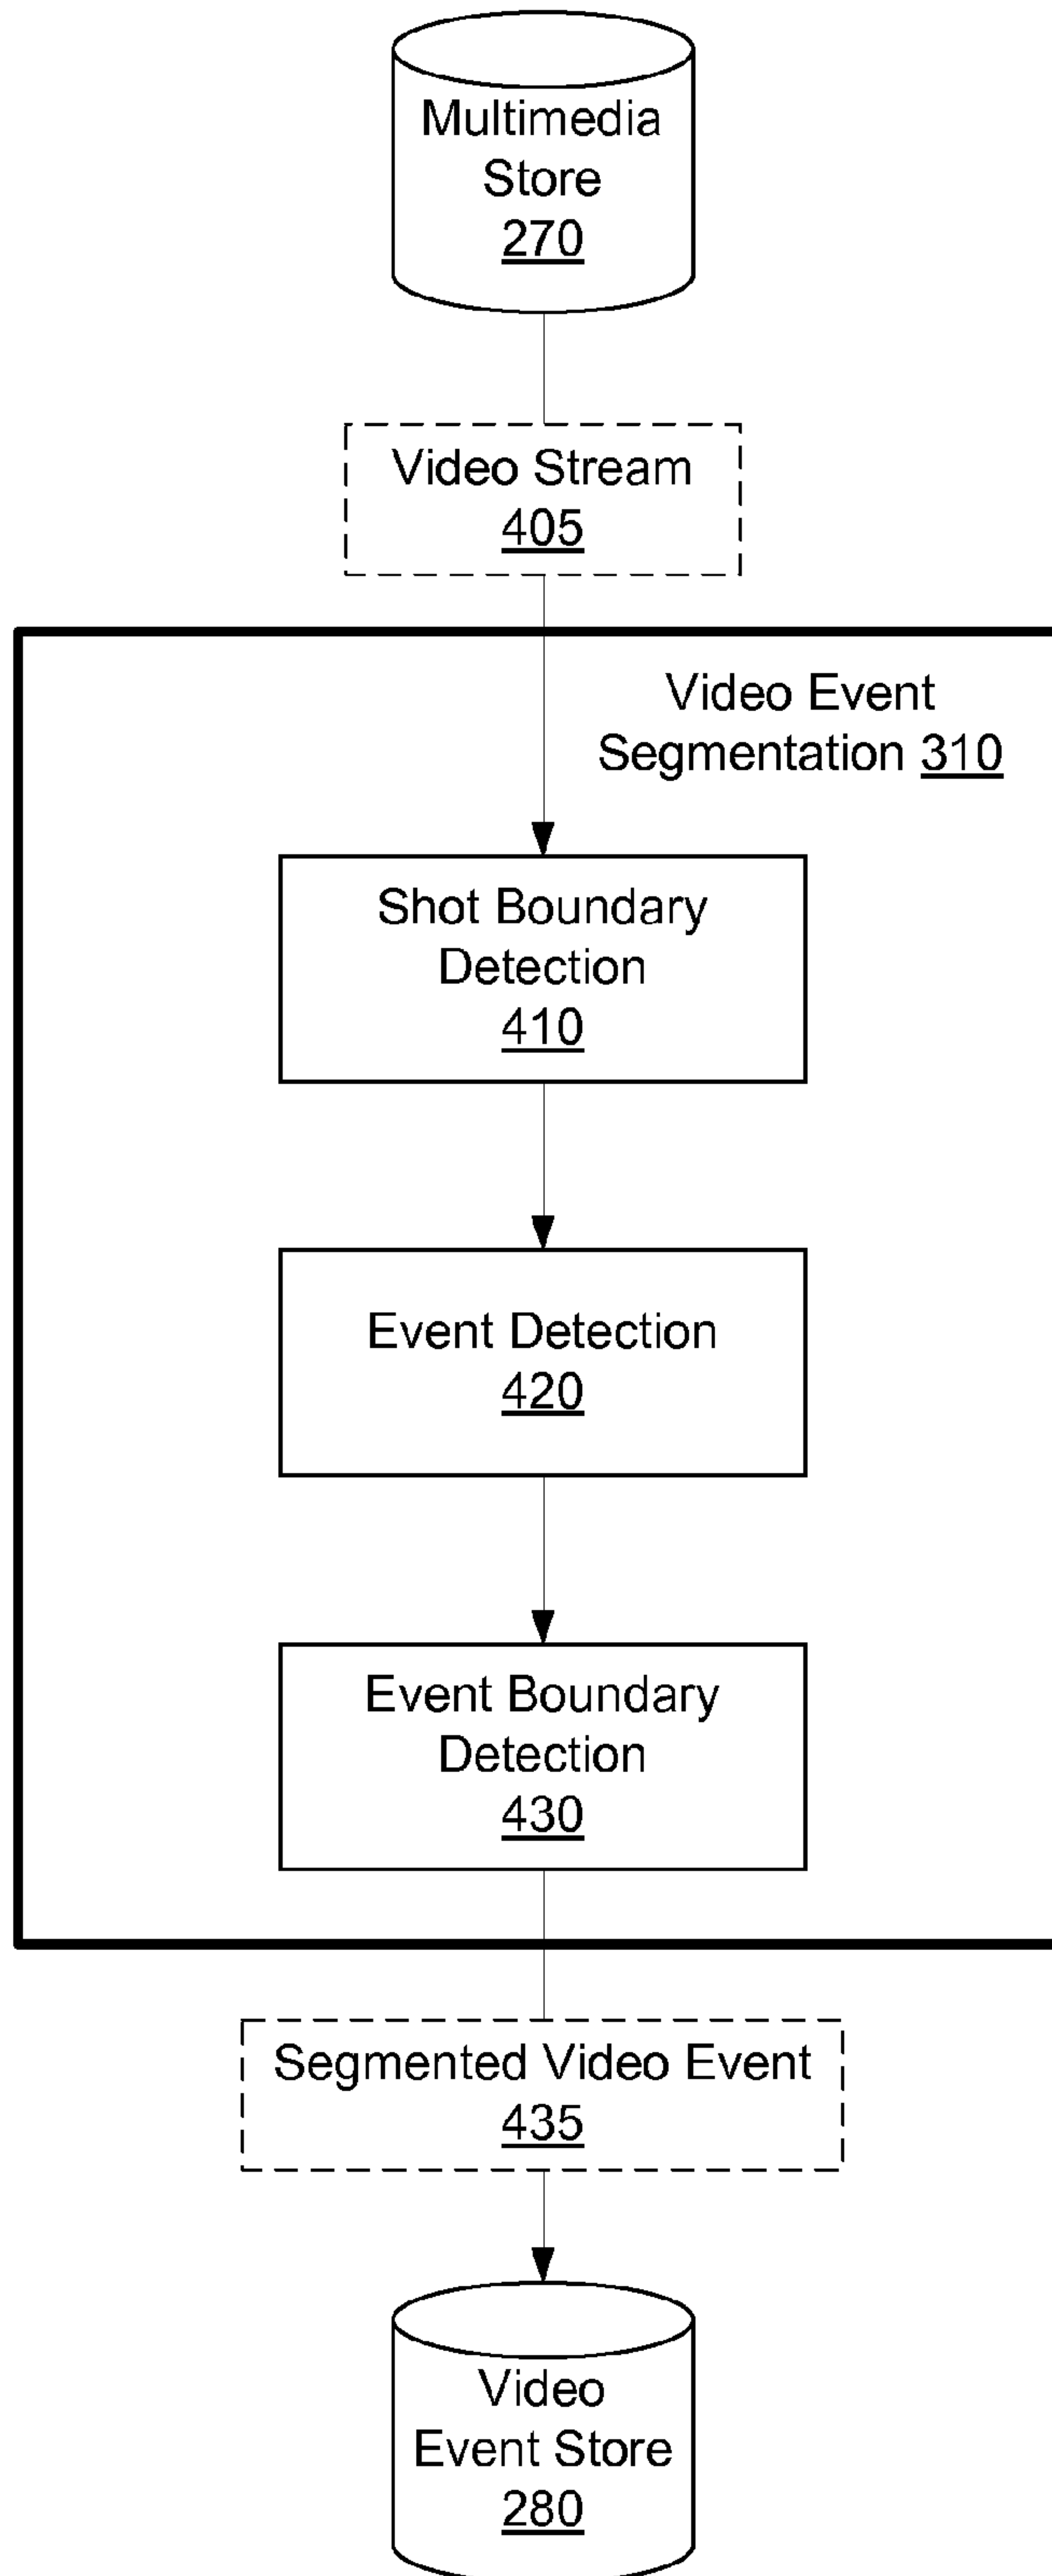 Multimedia
Store
270
Video Stream
405
Video Event
Segmentation 310
Shot Boundary
Detection
410
Event Detection
420
Event Boundary
Detection
430
Segmented Video Event
435
Video
Event Store
280